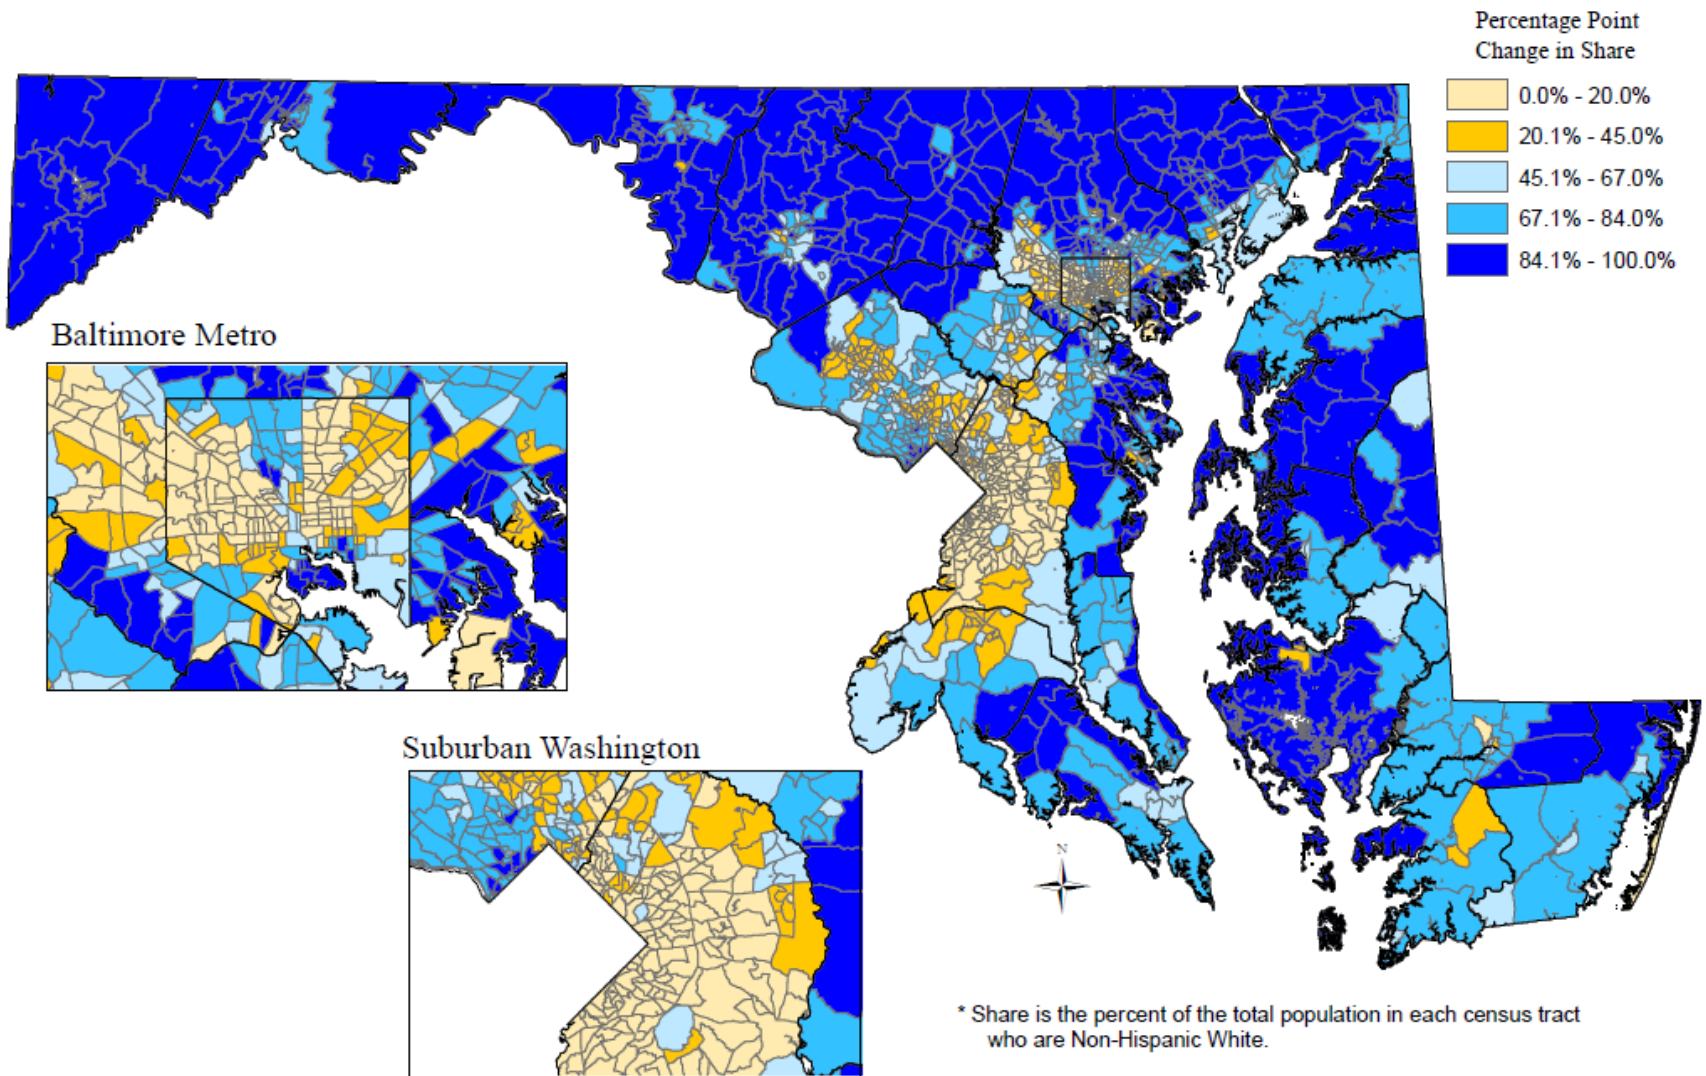 Percentage Point
Change in Share
0.0% - 20.0%
20.1% - 45.0%
45.1% - 67.0%
67.1% - 84.0%
84.1% - 100.0%
Baltimore Metro
Suburban Washington
N
* Share is the percent of the total population in each census tract
who are Non-Hispanic White.